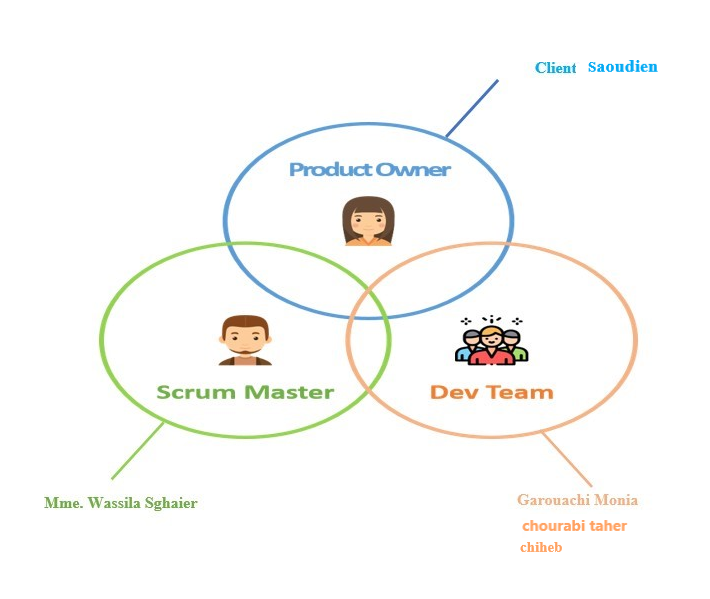 Client Saoudien
Product Owner
Scrum Master
Dev Team
Mme. Wassila Sghaier
Garouachi Monia
chourabi taher
chiheb